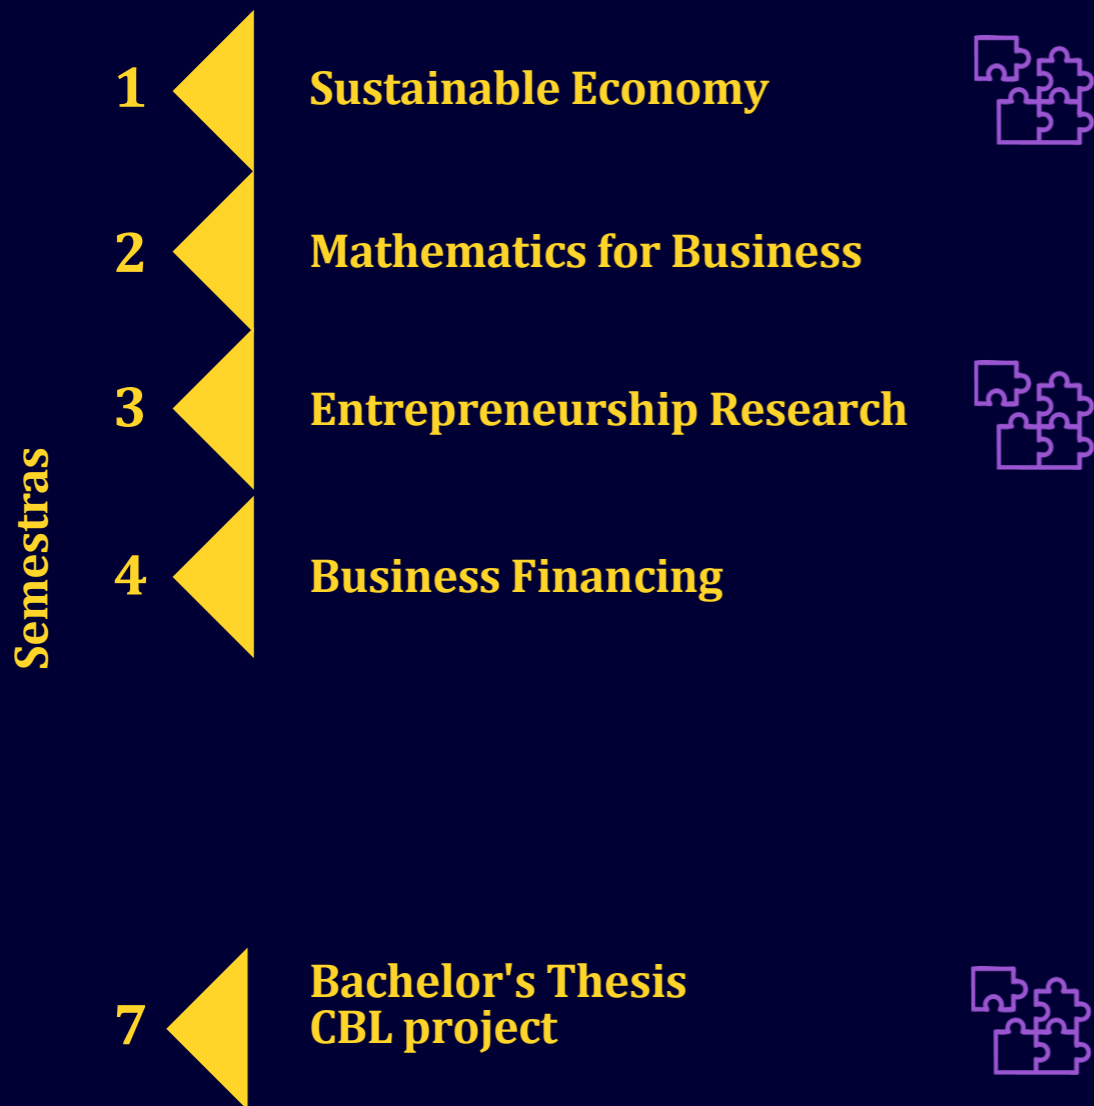 1 Sustainable Economy
2 Mathematics for Business
3 Entrepreneurship Research
Semestras
4 Business Financing
7 Bachelor's Thesis
CBL project